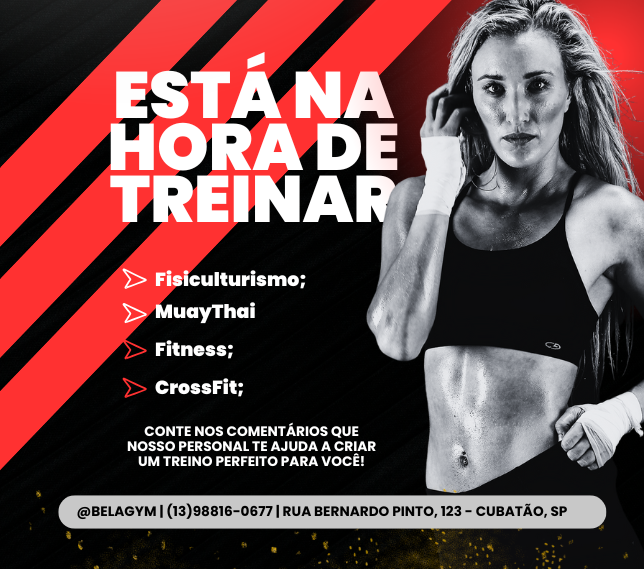 ESTÁ NA
HORA DE
TREINAR
Fisiculturismo;
MuayThai
Fitness;
CrossFit;
CONTE NOS COMENTÁRIOS QUE
NOSSO PERSONAL TE AJUDA A CRIAR
UM TREINO PERFEITO PARA VOCÊ!
@BELAGYM | (13)98816-0677 | RUA BERNARDO PINTO, 123 - CUBATÃO, SP